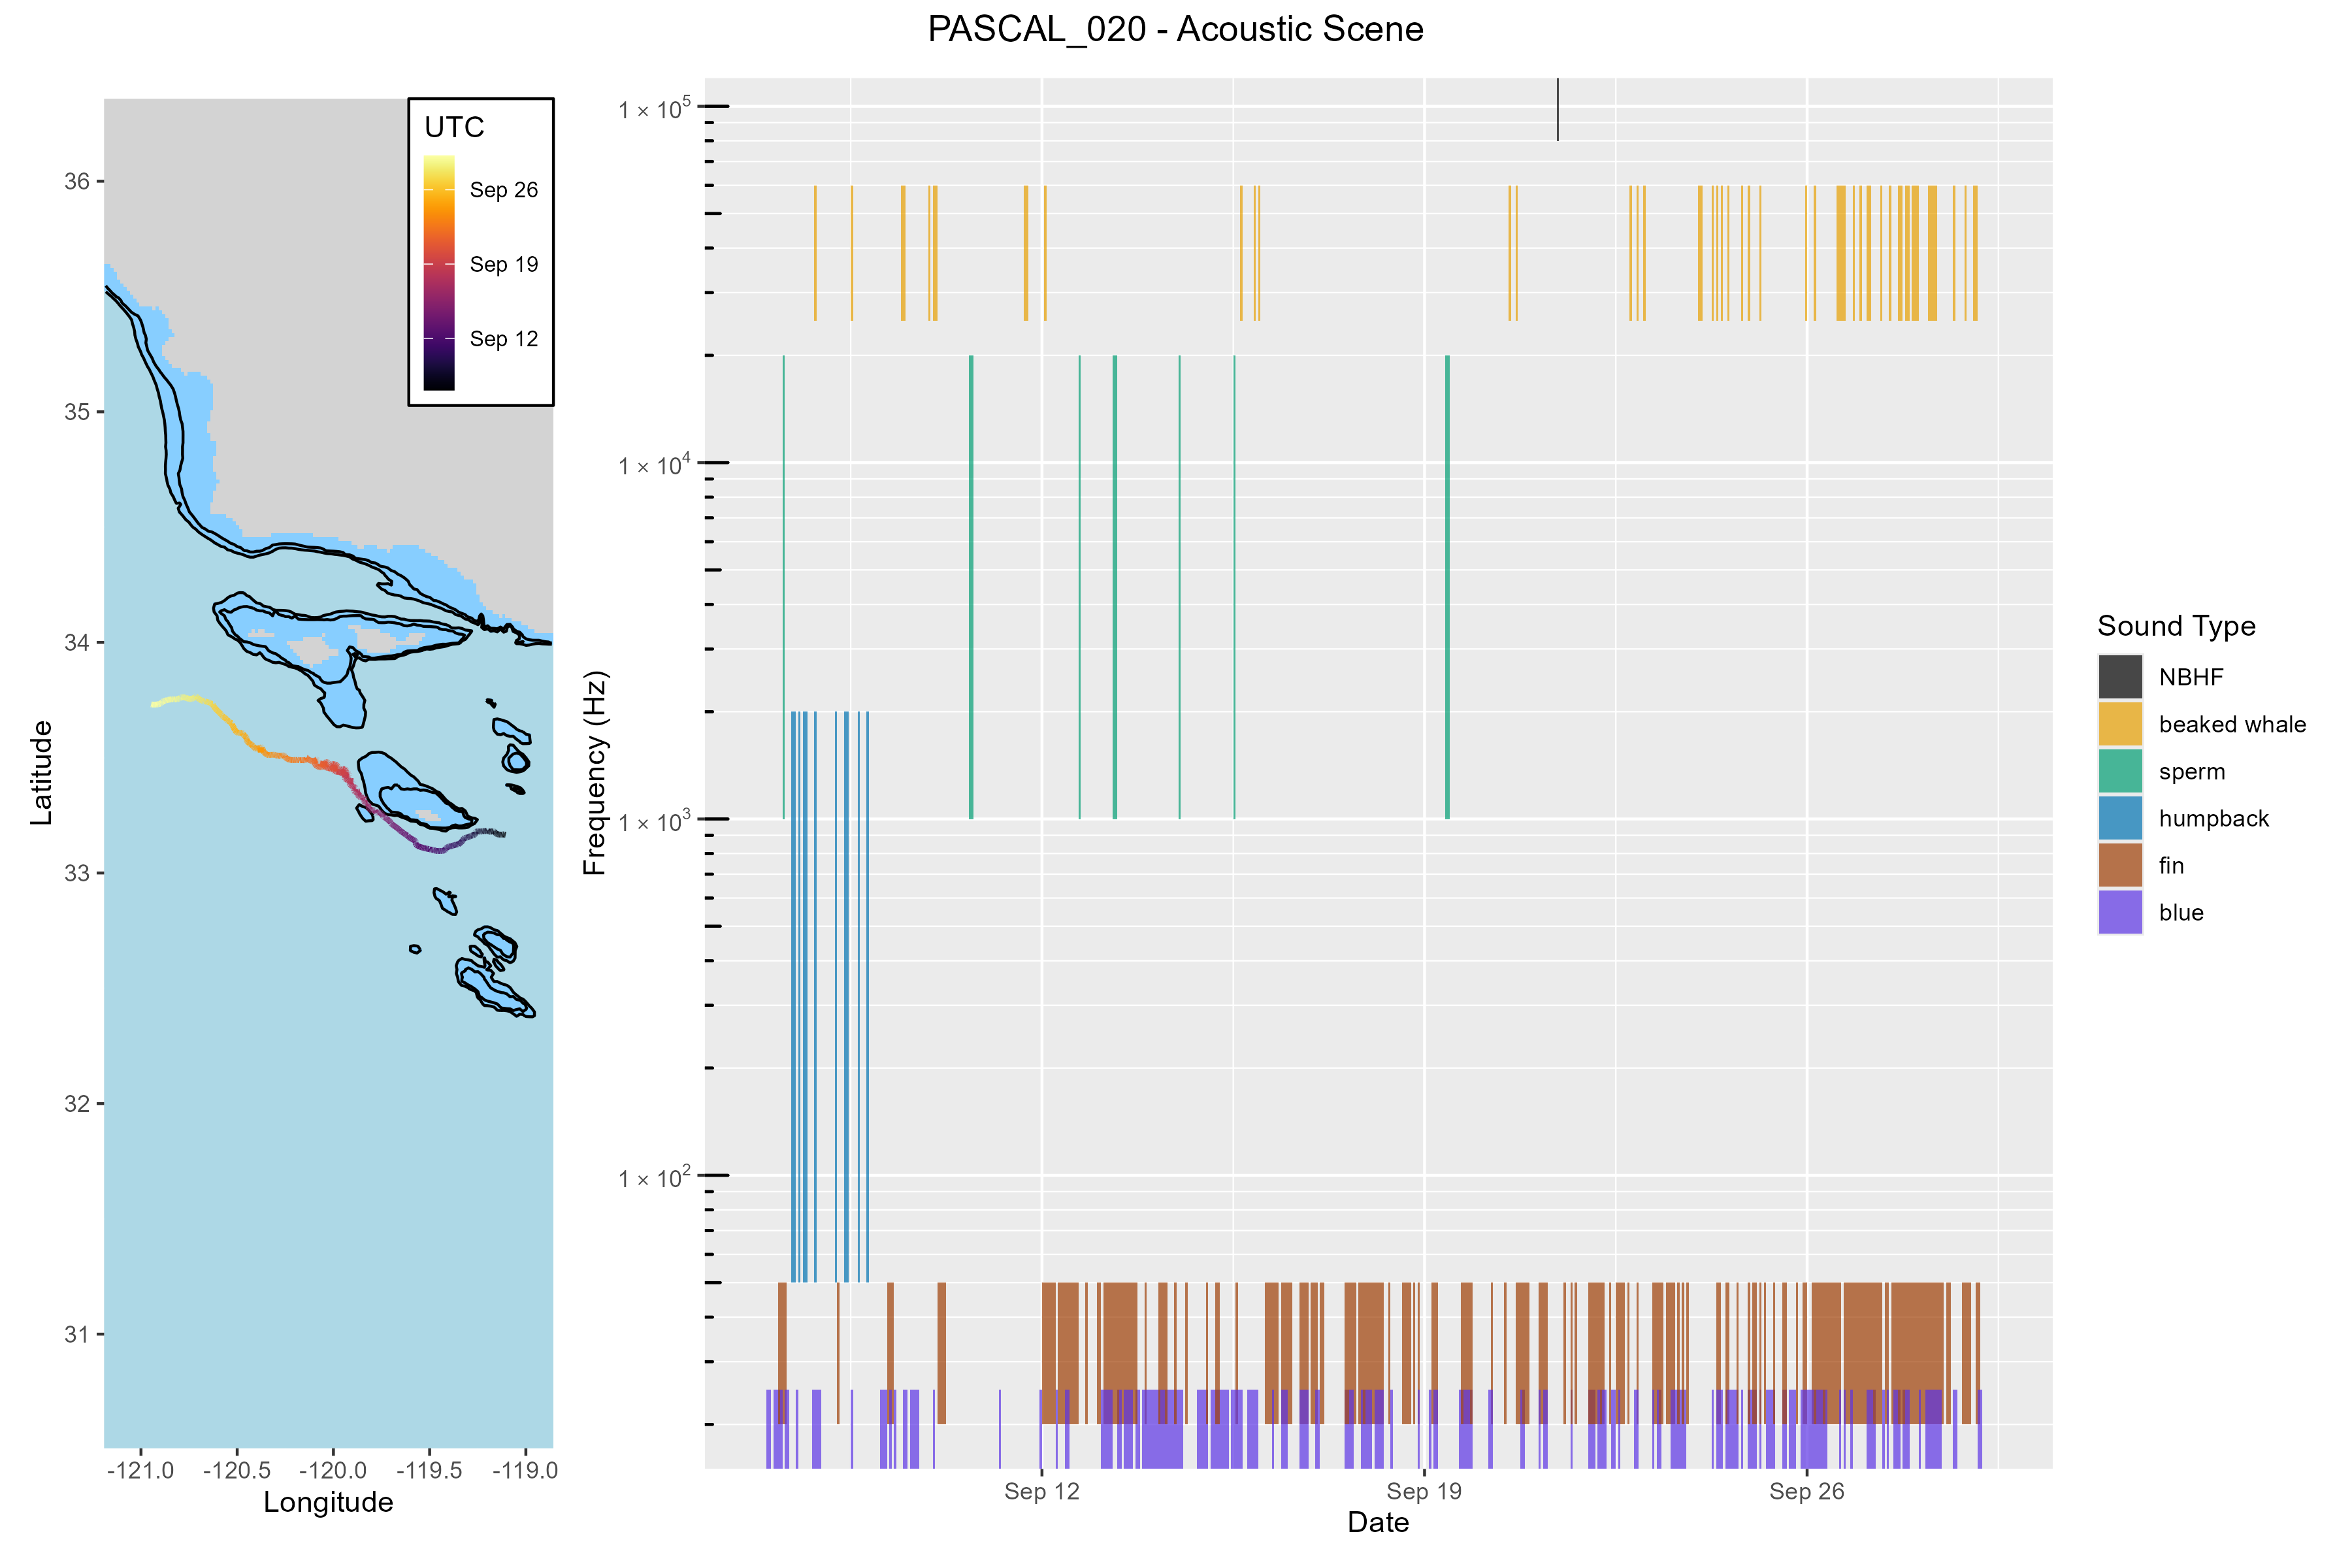 PASCAL_020 - Acoustic Scene
UTC
Sep 26
Sep 19
Sep 12
36
35
34
33
32
31
Latitude
-121.0 -120.5 -120.0 -119.5 -119.0
Longitude
1 × 10⁵
1 × 10⁴
1 × 10³
1 × 10²
Frequency (Hz)
Sep 12 Sep 19 Sep 26
Date
Sound Type
NBHF
beaked whale
sperm
humpback
fin
blue